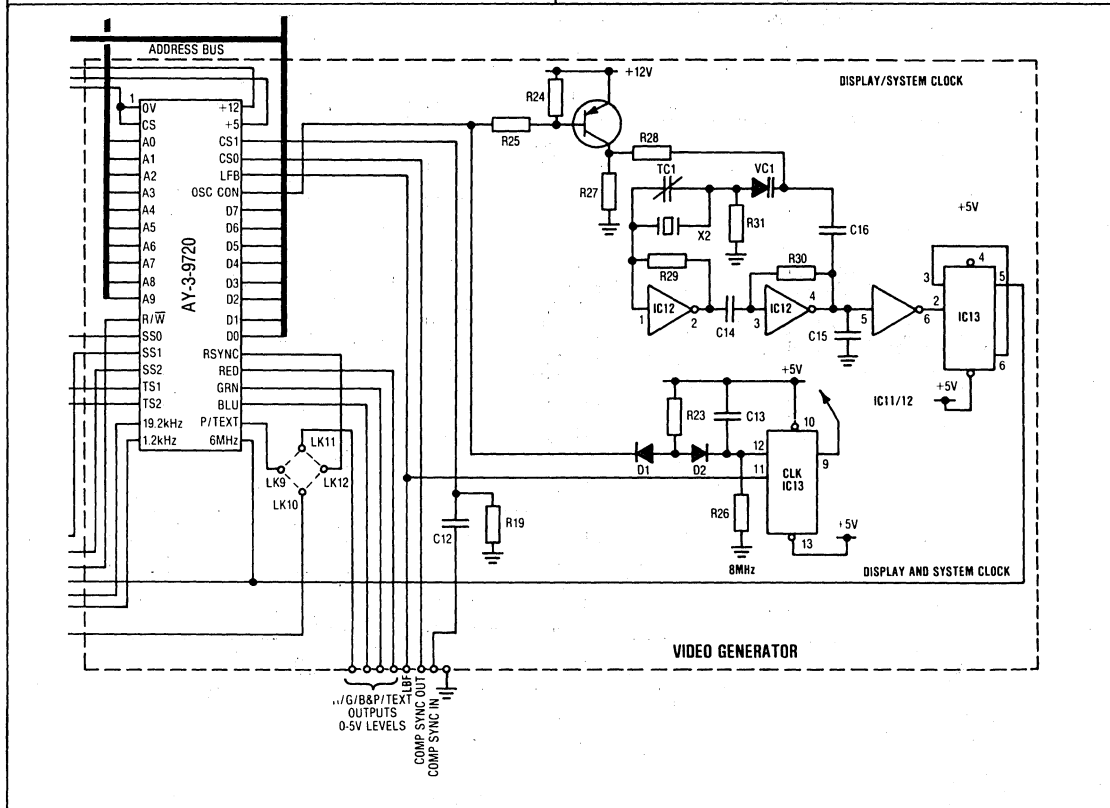 ADDRESS BUS
DISPLAY/SYSTEM CLOCK
+12V
R24
R25
R28
TC1
VC1
R27
X2
R31
C16
+5V
R29
R30
IC12
1
2
C14
IC12
3
4
C15
5
6
3
4
5
2
IC13
6
+5V
IC11/12
1
AY-3-9720
0V
CS
A0
A1
A2
A3
A4
A5
A6
A7
A8
A9
R/W̅
SS0
SS1
SS2
TS1
TS2
19.2kHz
1.2kHz
+12
+5
CS1
CS0
LFB
OSC CON
D7
D6
D5
D4
D3
D2
D1
D0
RSYNC
RED
GRN
BLU
P/TEXT
6MHz
LK11
LK9
LK12
LK10
C12
R19
+5V
R23
C13
D1
D2
R26
8MHz
10
12
11
CLK
IC13
9
13
+5V
DISPLAY AND SYSTEM CLOCK
VIDEO GENERATOR
/G/B&P/TEXT
OUTPUTS
0-5V LEVELS
LBF
COMP SYNC OUT
COMP SYNC IN